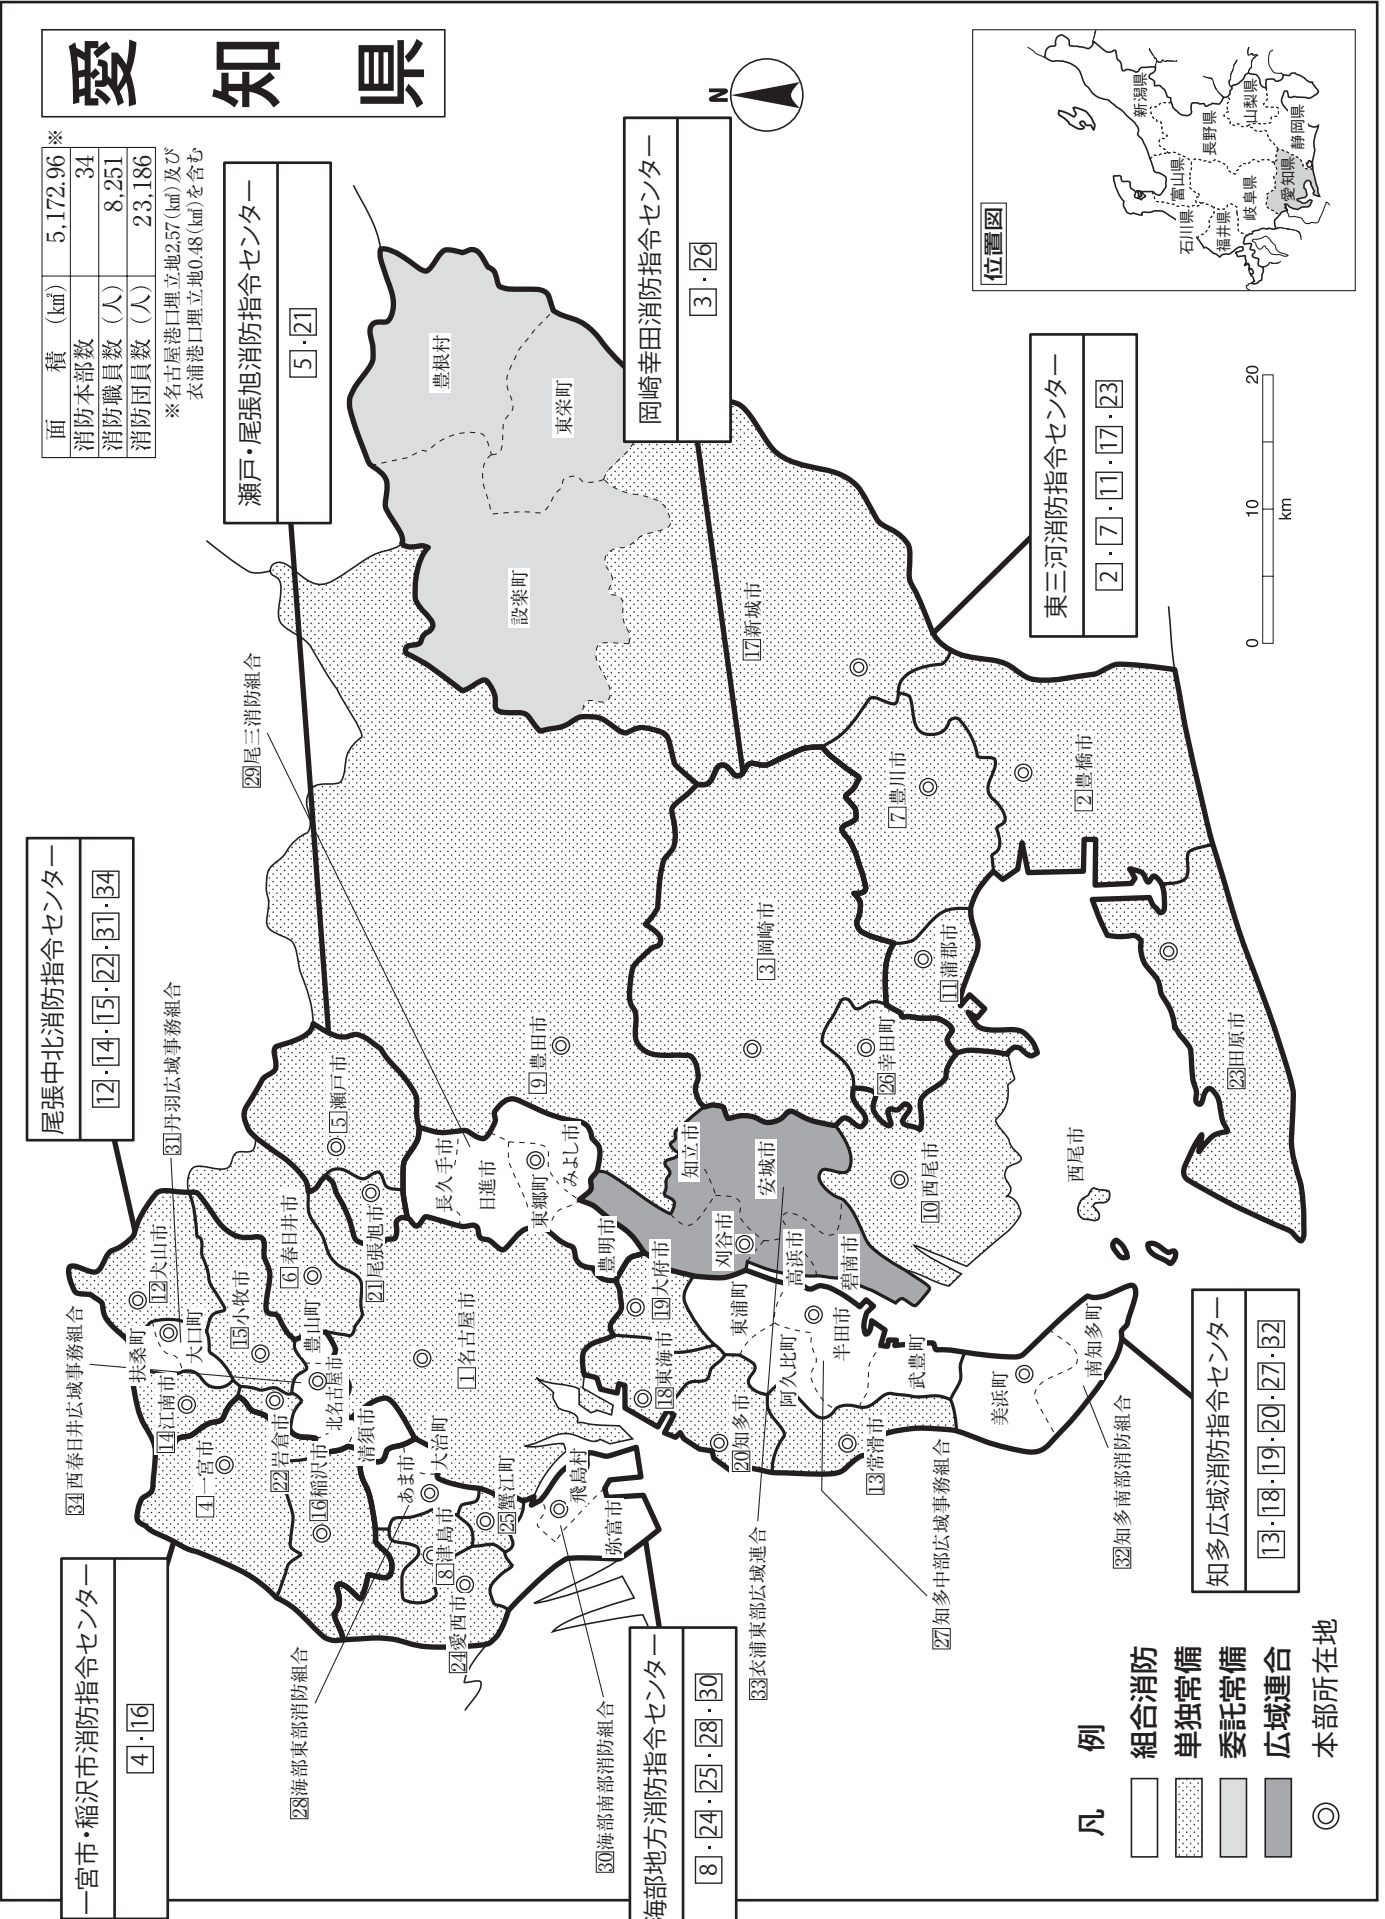 愛知県
面積(㎢) 5,172.96 ※
消防本部数 34
消防職員数(人) 8,251
消防団員数(人) 23,186
※名古屋港口埋立地2.57(㎢)及び
衣浦港口埋立地0.48(㎢)を含む
N
位置図
新潟県
富山県
石川県
福井県
長野県
山梨県
岐阜県
静岡県
愛知県
瀬戸・尾張旭消防指令センター
5・21
岡崎幸田消防指令センター
3・26
東三河消防指令センター
2・7・11・17・23
尾張中北消防指令センター
12・14・15・22・31・34
一宮市・稲沢市消防指令センター
4・16
海部地方消防指令センター
8・24・25・28・30
知多広域消防指令センター
13・18・19・20・27・32
豊根村
東栄町
設楽町
17新城市
29尾三消防組合
31丹羽広域事務組合
34西春日井広域事務組合
28海部東部消防組合
30海部南部消防組合
33衣浦東部広域連合
27知多中部広域事務組合
32知多南部消防組合
12犬山市
扶桑町
大口町
14江南市
15小牧市
6春日井市
5瀬戸市
21尾張旭市
豊山町
北名古屋市
清須市
22岩倉市
4一宮市
16稲沢市
あま市
大治町
8津島市
24愛西市
25蟹江町
飛島村
弥富市
1名古屋市
長久手市
日進市
東郷町
みよし市
豊明市
9豊田市
3岡崎市
26幸田町
11蒲郡市
7豊川市
2豊橋市
23田原市
知立市
安城市
刈谷市
高浜市
碧南市
10西尾市
西尾市
19大府市
18東海市
20知多市
東浦町
阿久比町
半田市
武豊町
13常滑市
美浜町
南知多町
0 10 20
km
凡例
組合消防
単独常備
委託常備
広域連合
本部所在地